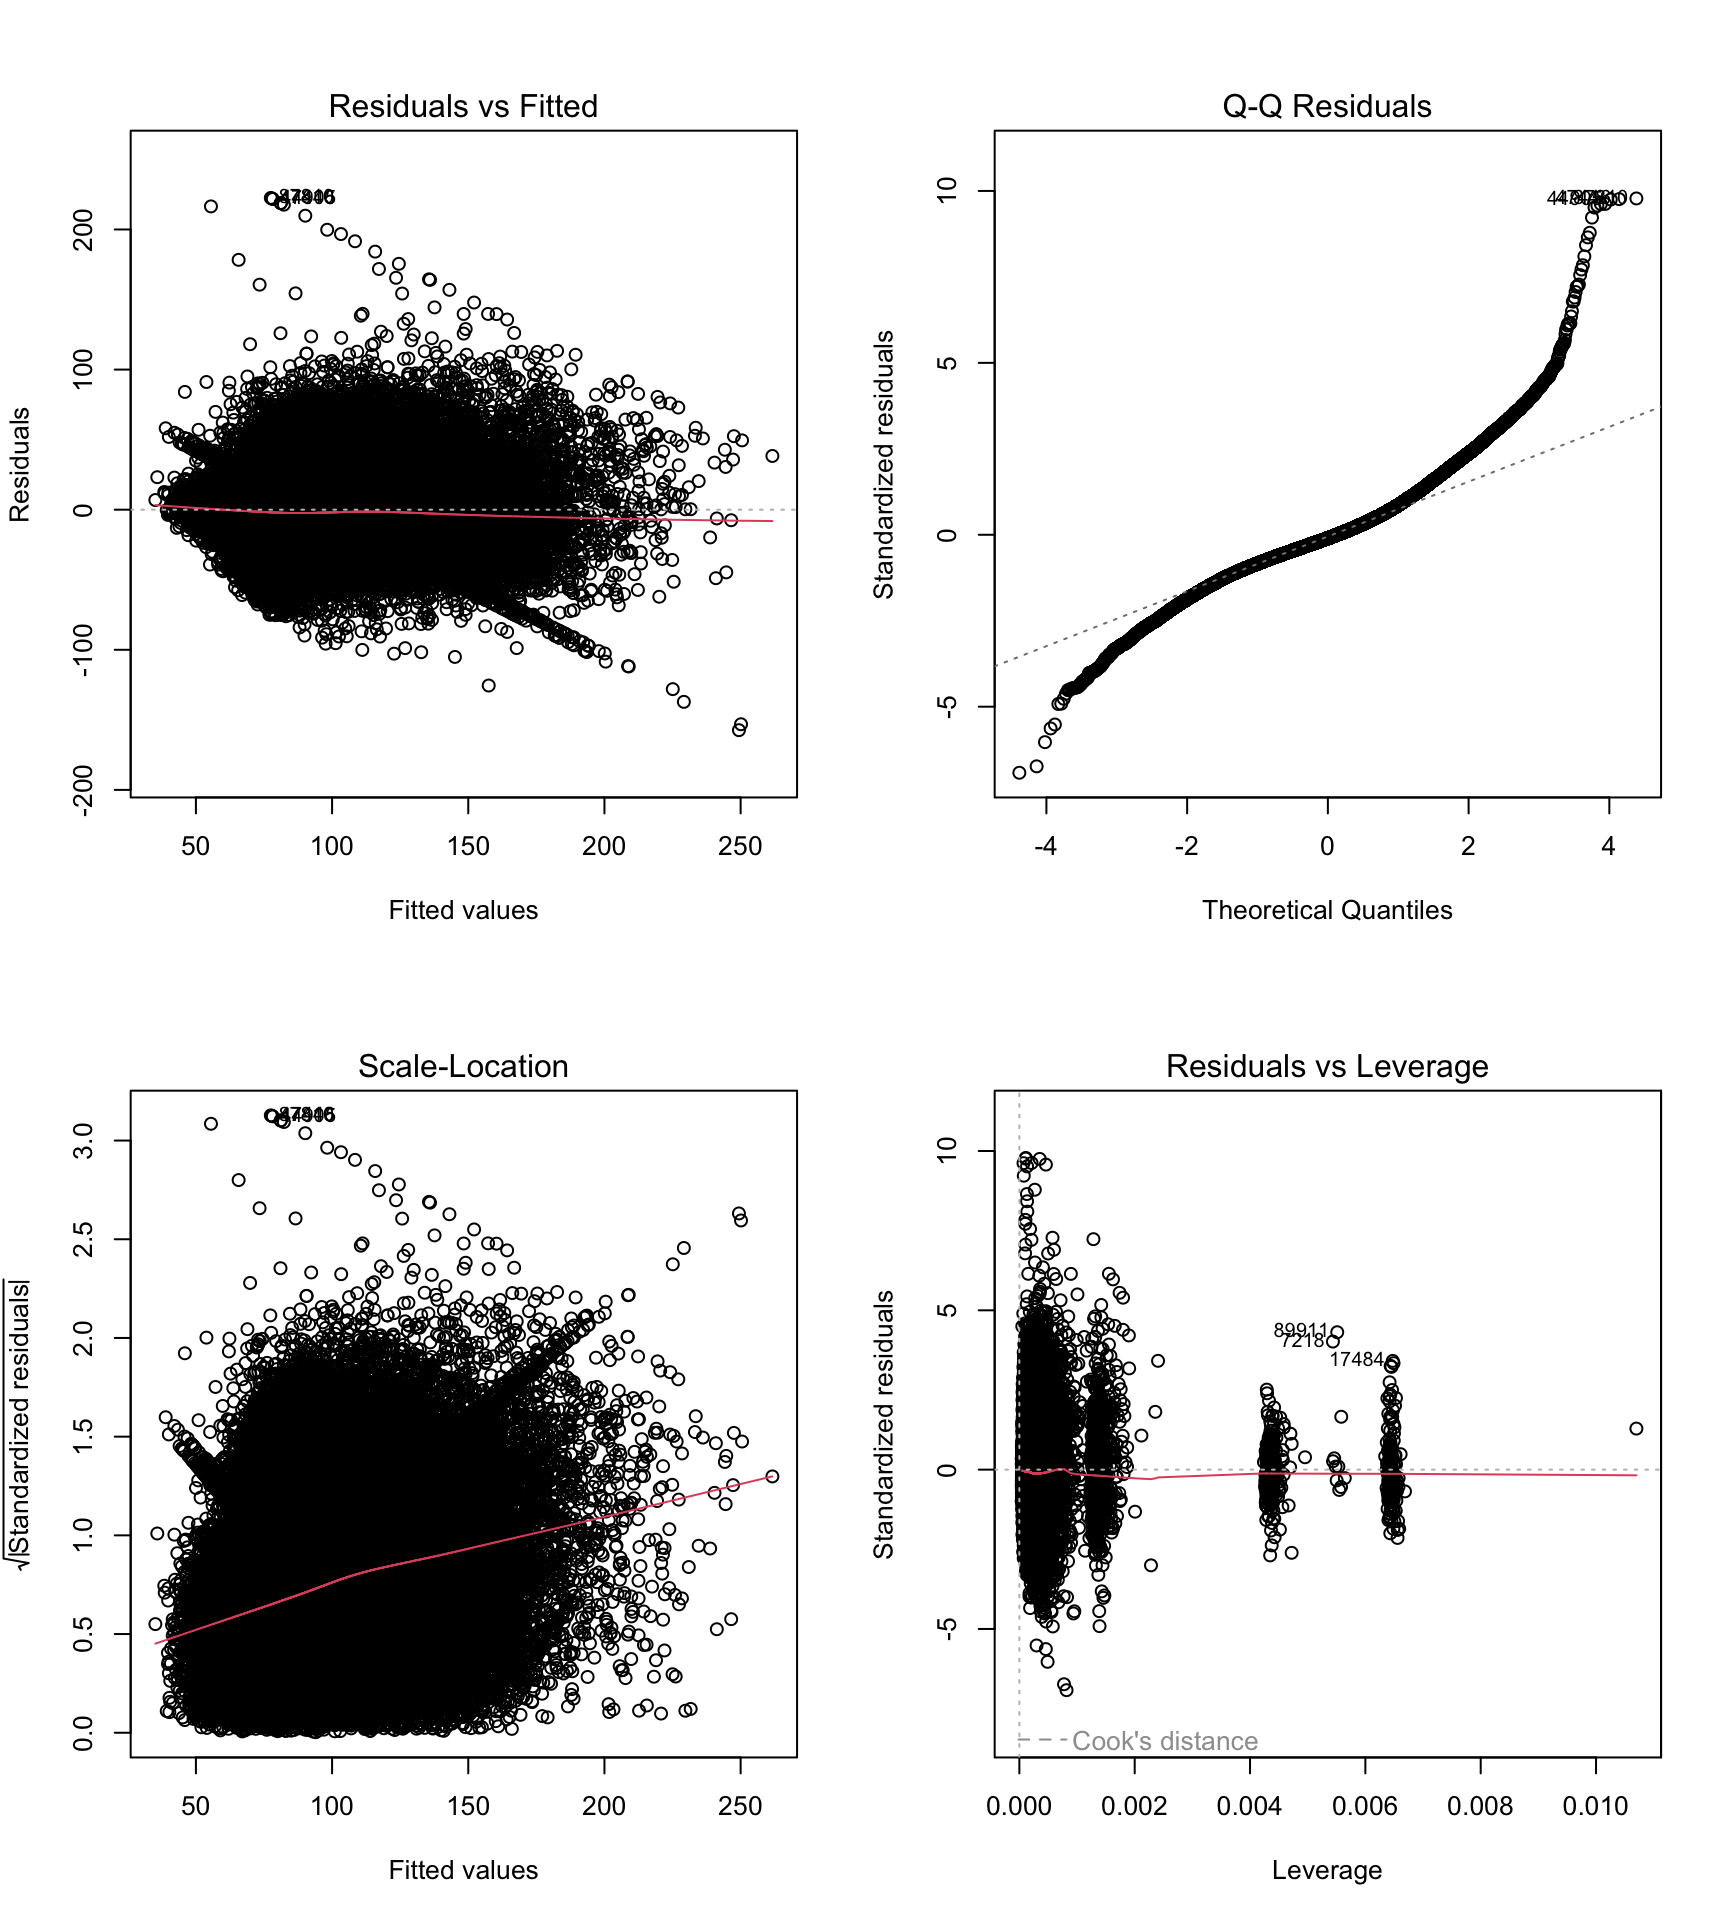 Residuals vs Fitted
Residuals
200
100
0
-100
-200
50 100 150 200 250
Fitted values
Q-Q Residuals
Standardized residuals
10
5
0
-5
-4 -2 0 2 4
Theoretical Quantiles
Scale-Location
√|Standardized residuals|
3.0
2.5
2.0
1.5
1.0
0.5
0.0
50 100 150 200 250
Fitted values
Residuals vs Leverage
Standardized residuals
10
5
0
-5
89911
7218
17484
Cook's distance
0.000 0.002 0.004 0.006 0.008 0.010
Leverage